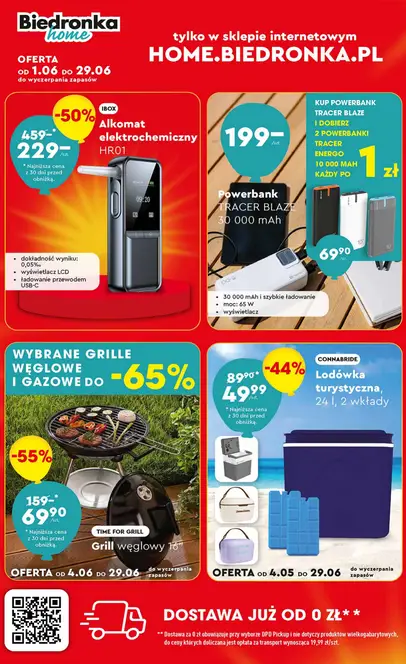 Biedronka
home
tylko w sklepie internetowym
HOME.BIEDRONKA.PL
OFERTA
OD 1.06 DO 29.06
do wyczerpania zapasów
-50%
IBOX
Alkomat
elektrochemiczny
HR01
459-*
229-
/szt.
* Najniższa cena
z 30 dni przed
obniżką.
• dokładność wyniku:
0,05‰
• wyświetlacz LCD
• ładowanie przewodem
USB-C
199-
/szt.
KUP POWERBANK
TRACER BLAZE
I DOBIERZ
2 POWERBANKI
TRACER
ENERGO
10 000 MAH
KAŻDY PO
1 zł
Powerbank
TRACER BLAZE
30 000 mAh
69 90
/szt.
• 30 000 mAh i szybkie ładowanie
• moc: 65 W
• wyświetlacz
WYBRANE GRILLE
WĘGLOWE
I GAZOWE DO -65%
-55%
159-*
69 90
/szt.
* Najniższa
cena z 30 dni
przed
obniżką.
TIME FOR GRILL
Grill węglowy 16"
OFERTA OD 4.06 DO 29.06
do wyczerpania
zapasów
89 90*
49 99
/szt.
* Najniższa cena
z 30 dni przed
obniżką.
-44%
CONNABRIDE
Lodówka
turystyczna,
24 l, 2 wkłady
OFERTA OD 4.05 DO 29.06
do wyczerpania
zapasów
DOSTAWA JUŻ OD 0 ZŁ**
** Dostawa za 0 zł obowiązuje przy wyborze DPD Pickup i nie dotyczy produktów wielkogabarytowych,
do ceny których doliczana jest opłata za transport wynosząca 19,99 zł/szt.